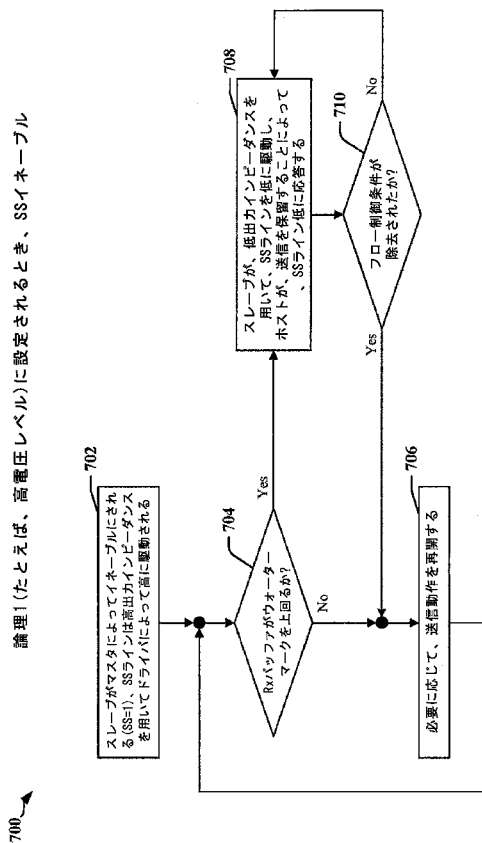 700
論理1(たとえば、高電圧レベル)に設定されるとき、SSイネーブル
702
スレーブがマスタによってイネーブルにされ
る(SS=1)、SSラインは高出力インピーダンス
を用いてドライバによって高に駆動される
704
Rxバッファがウォーター
マークを上回るか?
Yes
No
708
スレーブが、低出力インピーダンスを
用いて、SSラインを低に駆動し、
ホストが、送信を保留することによって
、SSライン低に応答する
710
フロー制御条件が
除去されたか?
Yes
No
706
必要に応じて、送信動作を再開する